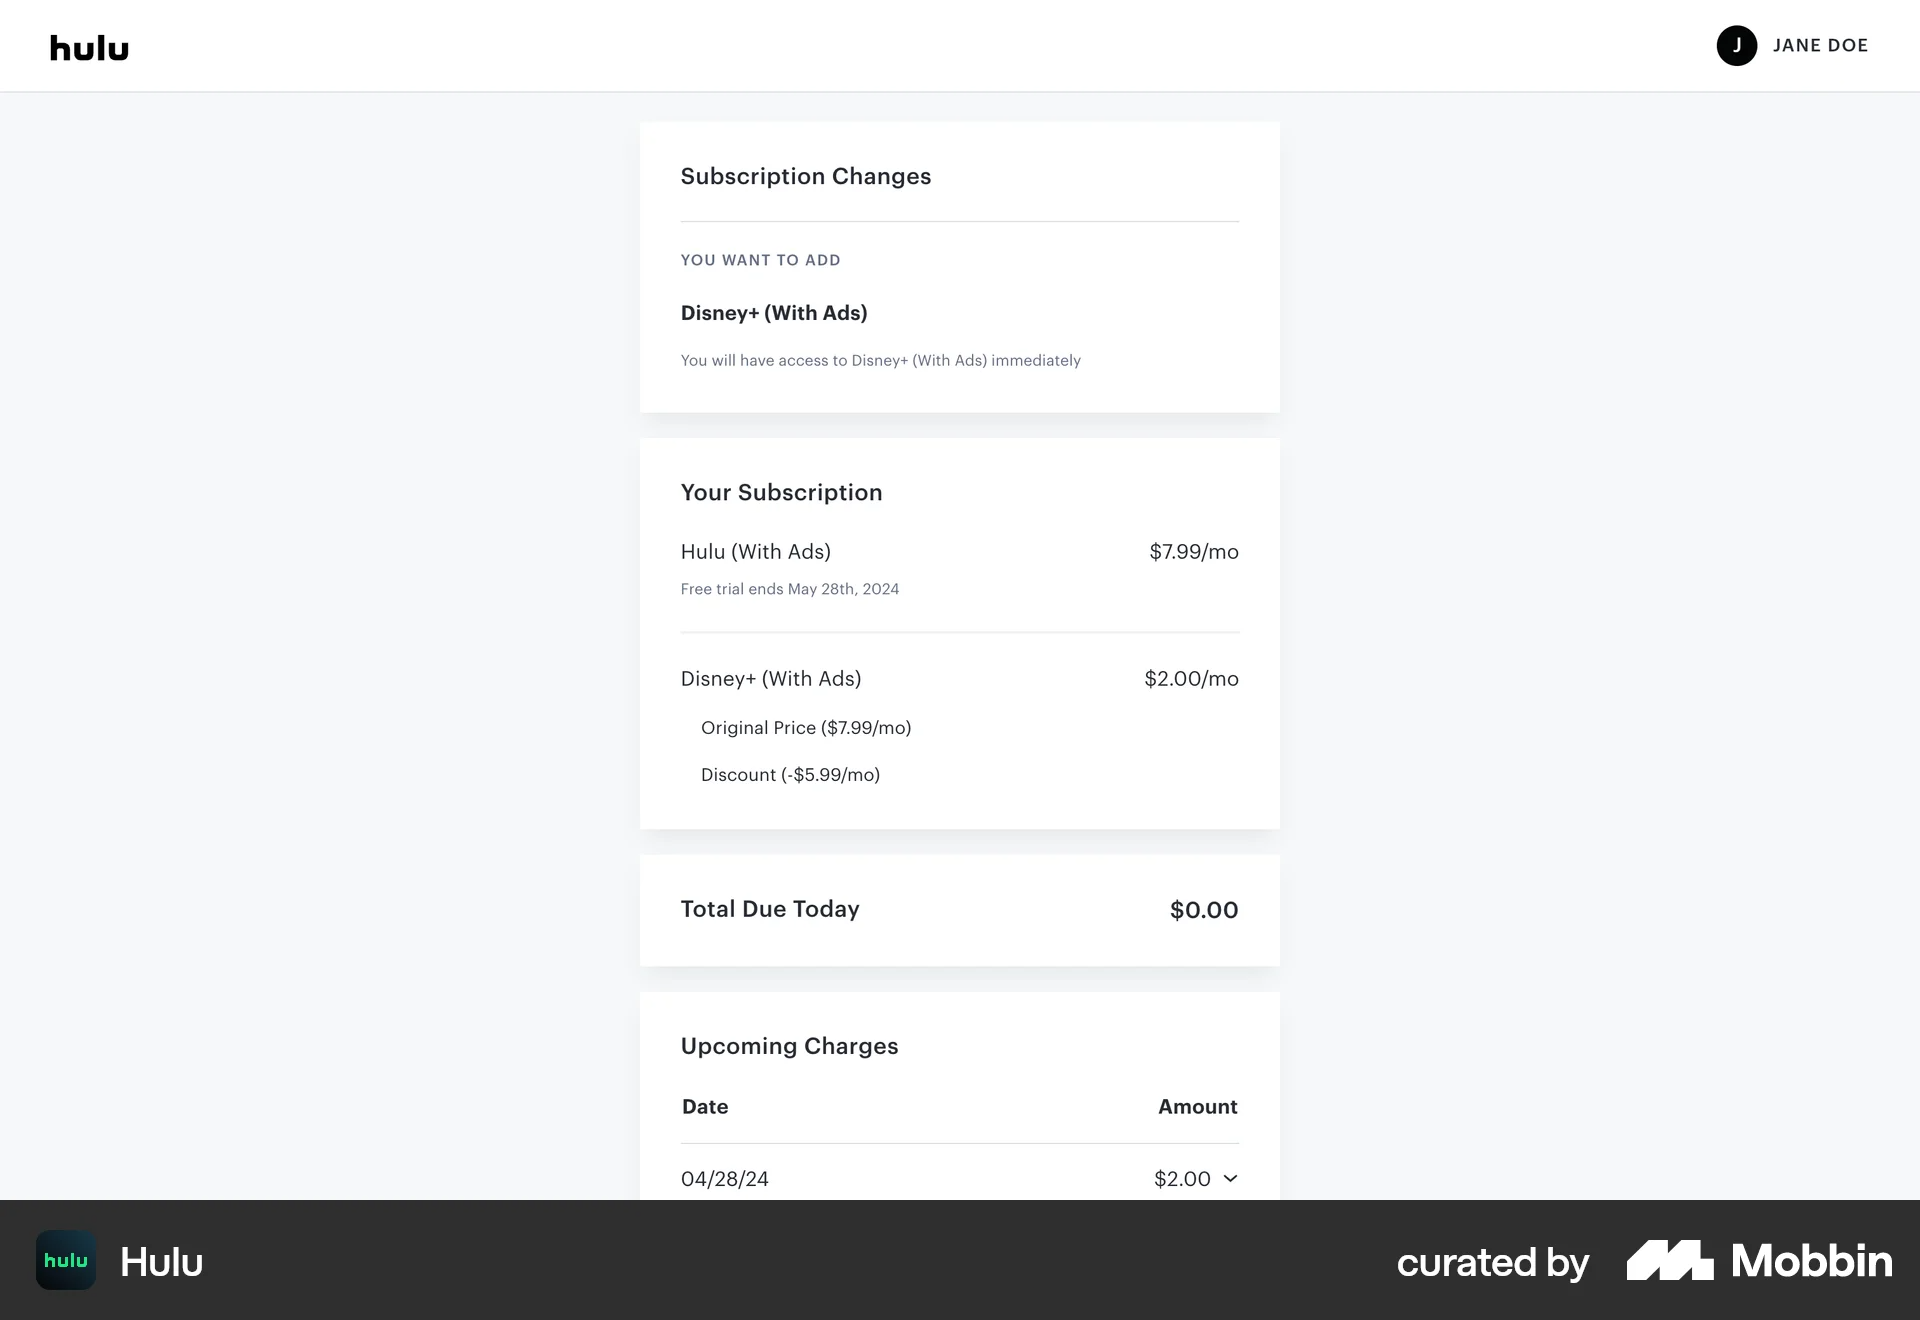 hulu
J JANE DOE
Subscription Changes
YOU WANT TO ADD
Disney+ (With Ads)
You will have access to Disney+ (With Ads) immediately
Your Subscription
Hulu (With Ads) $7.99/mo
Free trial ends May 28th, 2024
Disney+ (With Ads) $2.00/mo
Original Price ($7.99/mo)
Discount (-$5.99/mo)
Total Due Today $0.00
Upcoming Charges
Date Amount
04/28/24 $2.00
hulu Hulu curated by Mobbin